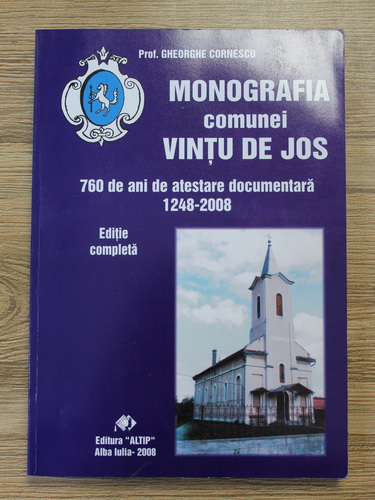 Prof. GHEORGHE CORNESCU
MONOGRAFIA
comunei
VINȚU DE JOS
760 de ani de atestare documentară
1248-2008
Ediție
completă
Editura "ALTIP"
Alba Iulia- 2008